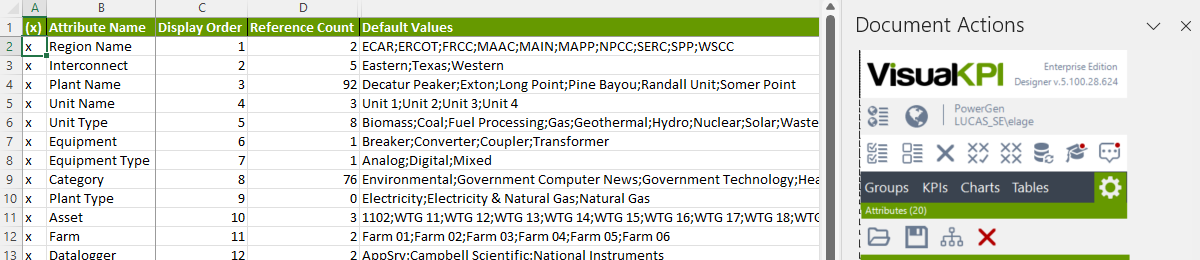 A B C D E
1 (x) Attribute Name Display Order Reference Count Default Values
2 x Region Name 1 2 ECAR;ERCOT;FRCC;MAAC;MAIN;MAPP;NPCC;SERC;SPP;WSCC
3 x Interconnect 2 5 Eastern;Texas;Western
4 x Plant Name 3 92 Decatur Peaker;Exton;Long Point;Pine Bayou;Randall Unit;Somer Point
5 x Unit Name 4 3 Unit 1;Unit 2;Unit 3;Unit 4
6 x Unit Type 5 8 Biomass;Coal;Fuel Processing;Gas;Geothermal;Hydro;Nuclear;Solar;Waste
7 x Equipment 6 1 Breaker;Converter;Coupler;Transformer
8 x Equipment Type 7 1 Analog;Digital;Mixed
9 x Category 8 76 Environmental;Government Computer News;Government Technology;Hea
10 x Plant Type 9 0 Electricity;Electricity & Natural Gas;Natural Gas
11 x Asset 10 3 1102;WTG 11;WTG 12;WTG 13;WTG 14;WTG 15;WTG 16;WTG 17;WTG 18;WTG
12 x Farm 11 2 Farm 01;Farm 02;Farm 03;Farm 04;Farm 05;Farm 06
13 x Datalogger 12 2 AppSrv;Campbell Scientific;National Instruments
Document Actions
VisualKPI
Enterprise Edition
Designer v.5.100.28.624
PowerGen
LUCAS_SE\elage
Groups KPIs Charts Tables
Attributes (20)